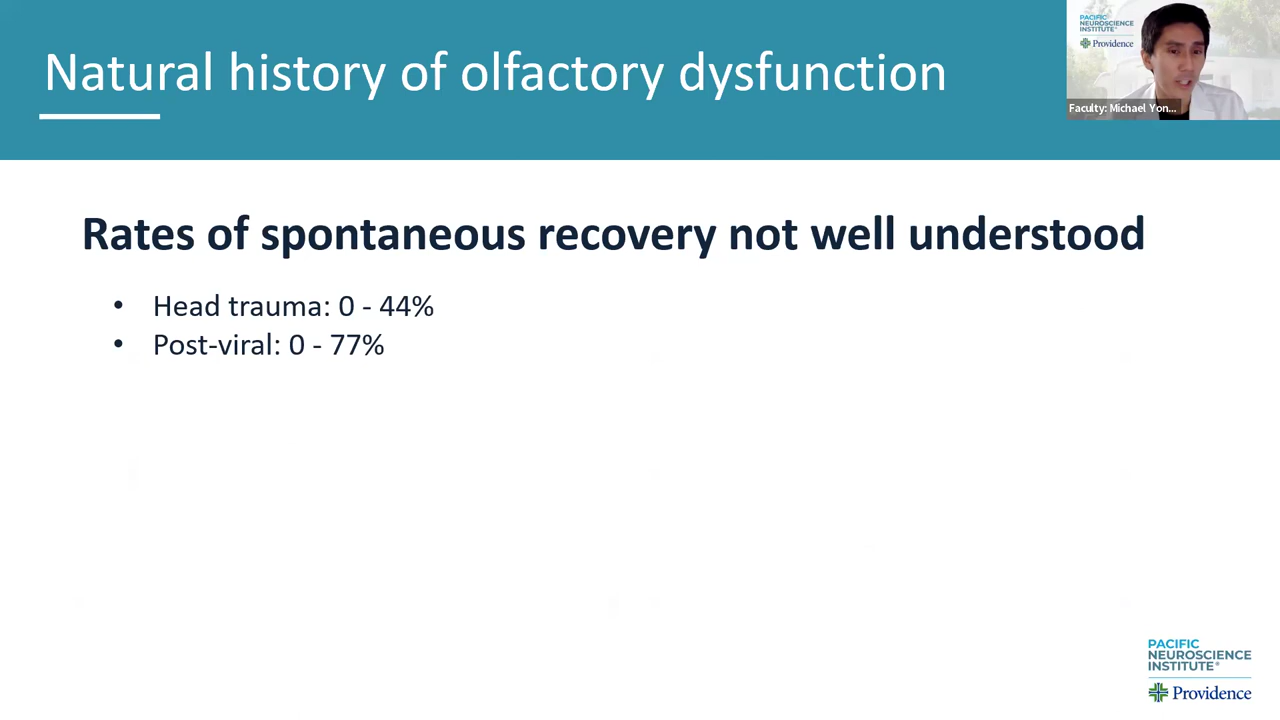 Natural history of olfactory dysfunction
PACIFIC
NEUROSCIENCE
INSTITUTE®
Providence
Faculty: Michael Yon...
Rates of spontaneous recovery not well understood
• Head trauma: 0 - 44%
• Post-viral: 0 - 77%
PACIFIC
NEUROSCIENCE
INSTITUTE®
Providence